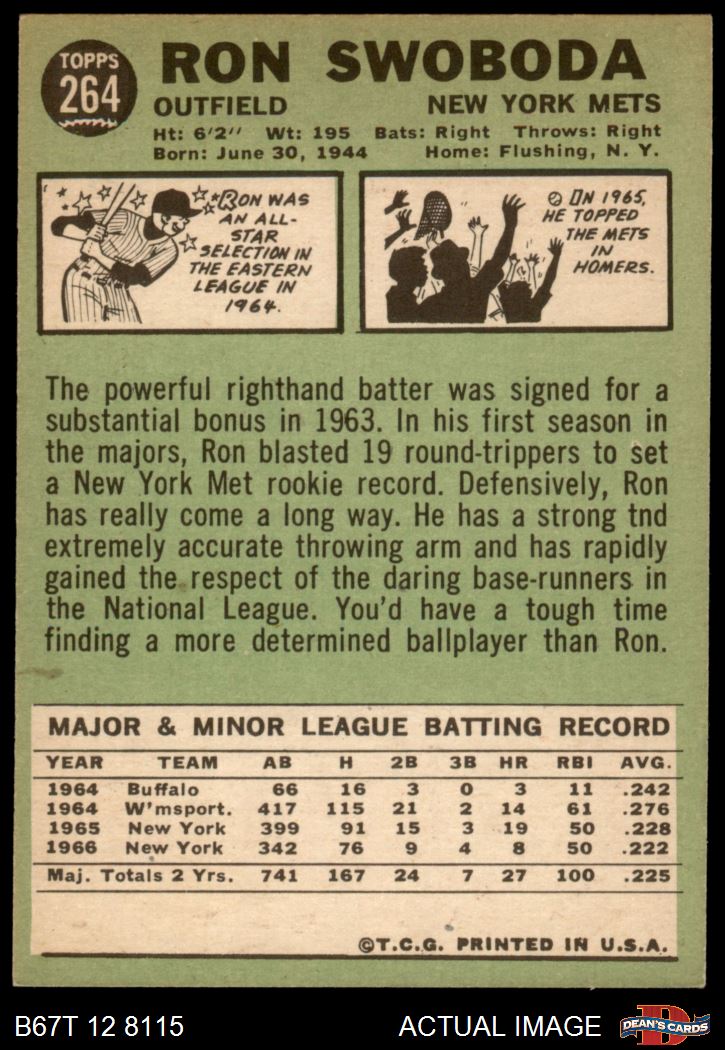 TOPPS
264
RON SWOBODA
OUTFIELD NEW YORK METS
Ht: 6'2" Wt: 195 Bats: Right Throws: Right
Born: June 30, 1944 Home: Flushing, N. Y.
RON WAS
AN ALL-
STAR
SELECTION IN
THE EASTERN
LEAGUE IN
1964.
IN 1965,
HE TOPPED
THE METS
IN
HOMERS.
The powerful righthand batter was signed for a
substantial bonus in 1963. In his first season in
the majors, Ron blasted 19 round-trippers to set
a New York Met rookie record. Defensively, Ron
has really come a long way. He has a strong tnd
extremely accurate throwing arm and has rapidly
gained the respect of the daring base-runners in
the National League. You'd have a tough time
finding a more determined ballplayer than Ron.
MAJOR & MINOR LEAGUE BATTING RECORD
YEAR TEAM AB H 2B 3B HR RBI AVG.
1964 Buffalo 66 16 3 0 3 11 .242
1964 W'msport. 417 115 21 2 14 61 .276
1965 New York 399 91 15 3 19 50 .228
1966 New York 342 76 9 4 8 50 .222
Maj. Totals 2 Yrs. 741 167 24 7 27 100 .225
©T.C.G. PRINTED IN U.S.A.
B67T 12 8115 ACTUAL IMAGE DEAN'S CARDS